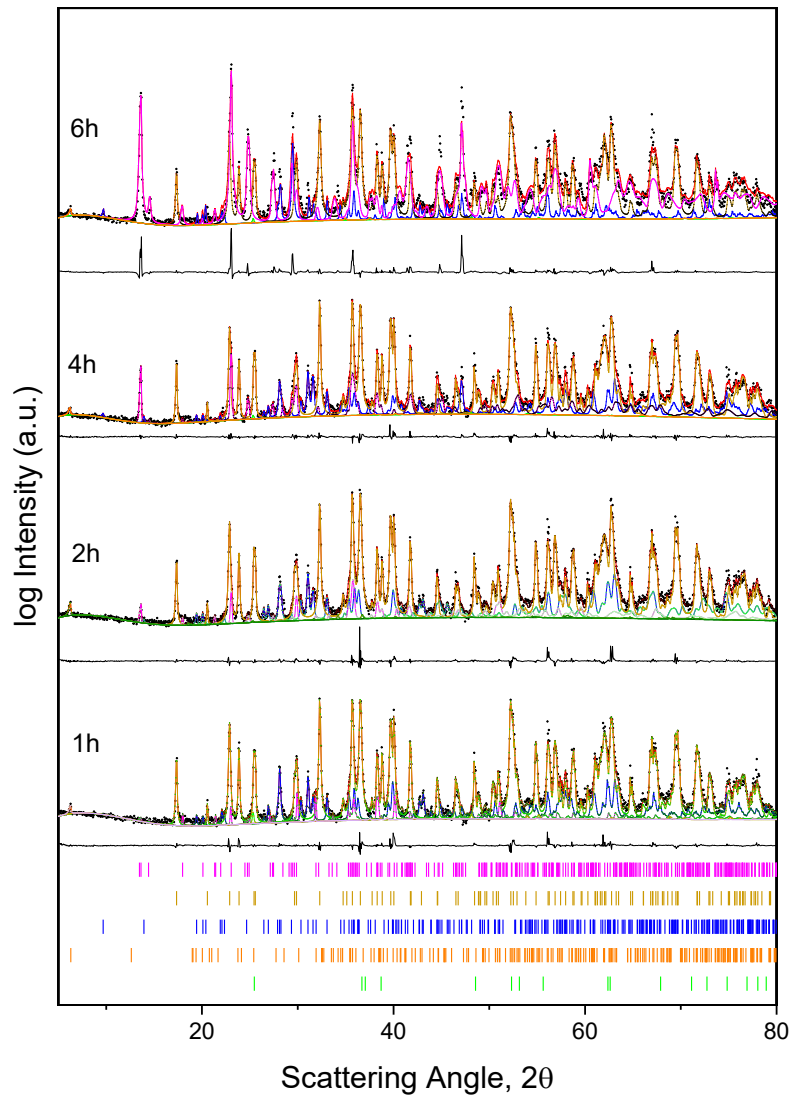 6h
4h
2h
1h
log Intensity (a.u.)
20
40
60
80
Scattering Angle, 2θ